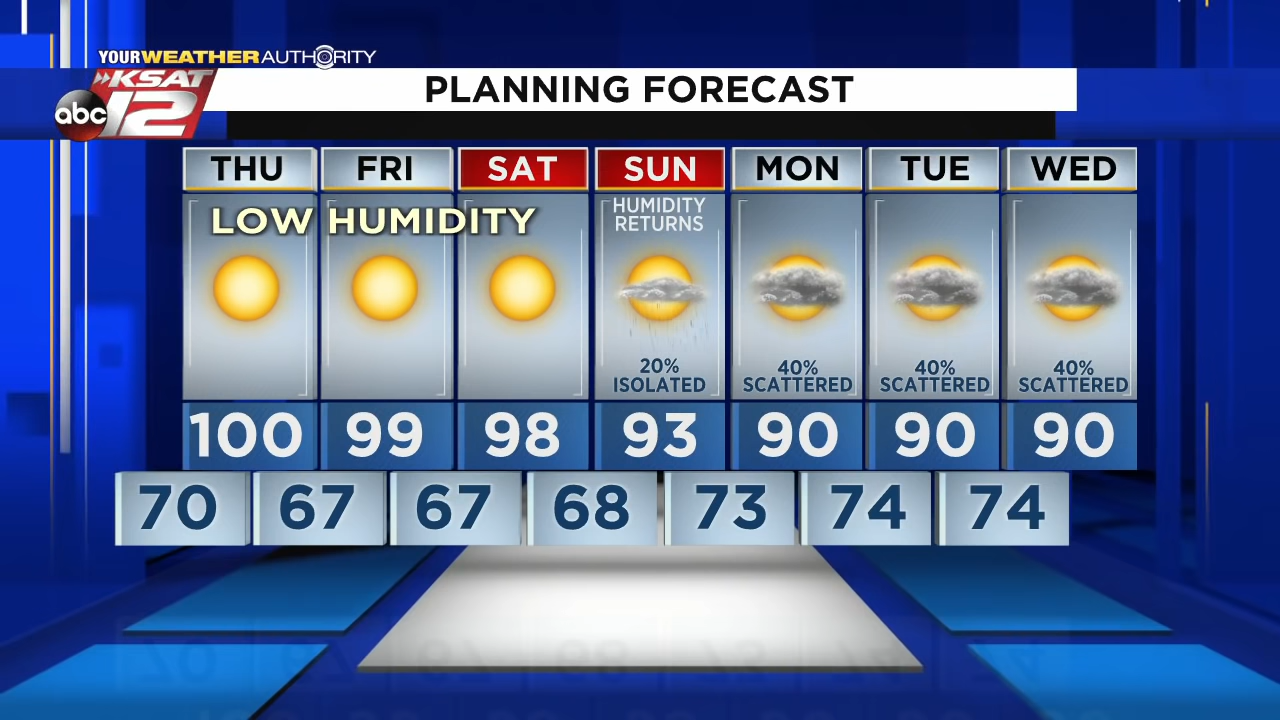 YOURWEATHERAUTHORITY
KSAT
abc 12
PLANNING FORECAST
THU FRI SAT SUN MON TUE WED
LOW HUMIDITY
HUMIDITY
RETURNS
20%
ISOLATED
40%
SCATTERED
40%
SCATTERED
40%
SCATTERED
100 99 98 93 90 90 90
70 67 67 68 73 74 74